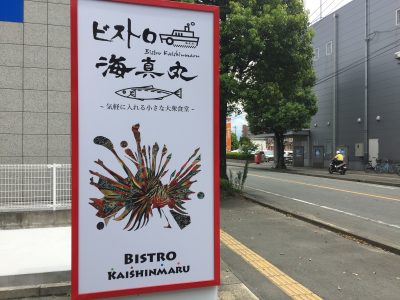 ビストロ
Bistro Kaishinmaru
海真丸
~ 気軽に入れる小さな大衆食堂 ~
BISTRO
KAISHINMARU